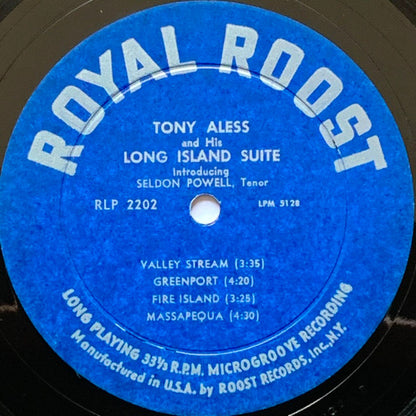 ROYAL ROOST
TONY ALESS
and His
LONG ISLAND SUITE
Introducing
SELDON POWELL, Tenor
RLP 2202
LPM 5128
VALLEY STREAM (3:35)
GREENPORT (4:20)
FIRE ISLAND (3:25)
MASSAPEQUA (4:30)
LONG PLAYING 33⅓ R.P.M. MICROGROOVE RECORDING
Manufactured in U.S.A. by ROOST RECORDS, Inc., N.Y.